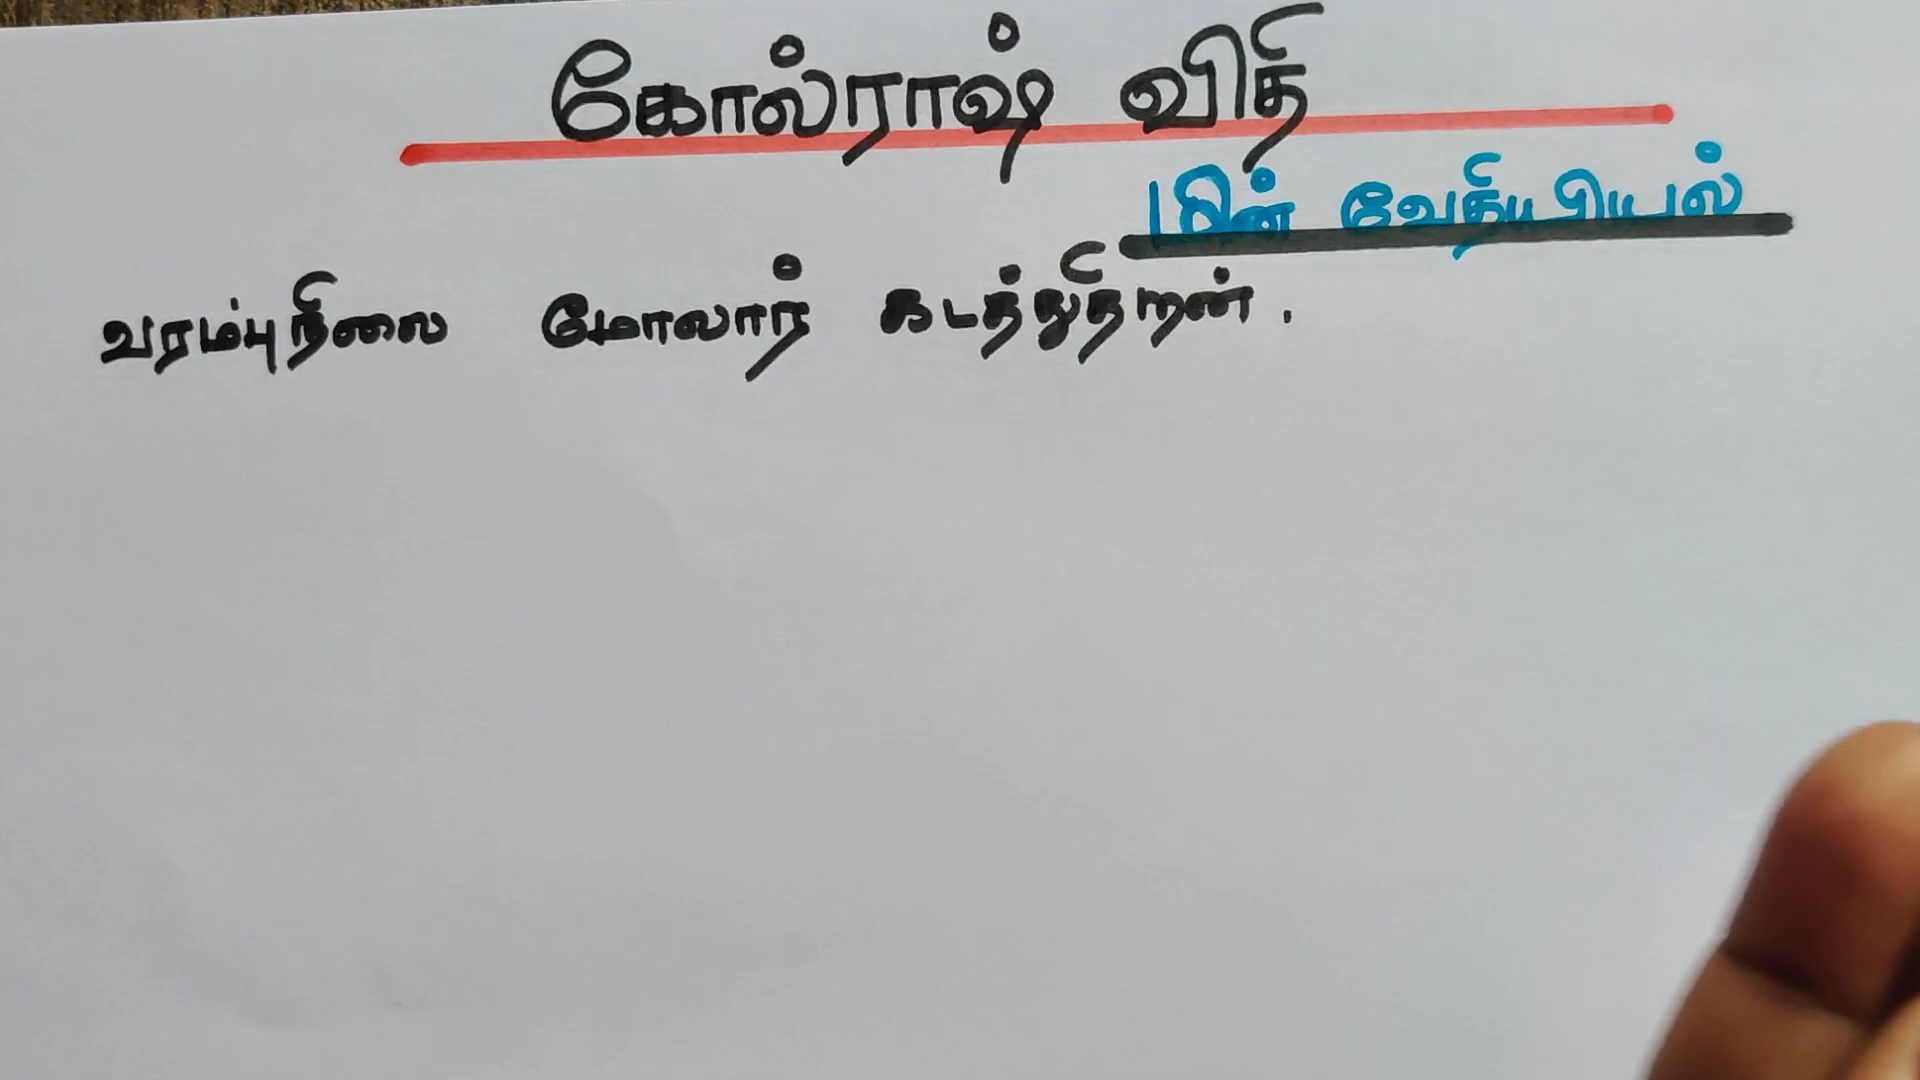 கோல்ராஷ் விதி
மின் வேதியியல்
வரம்புநிலை மோலார் கடத்துதிறன்.